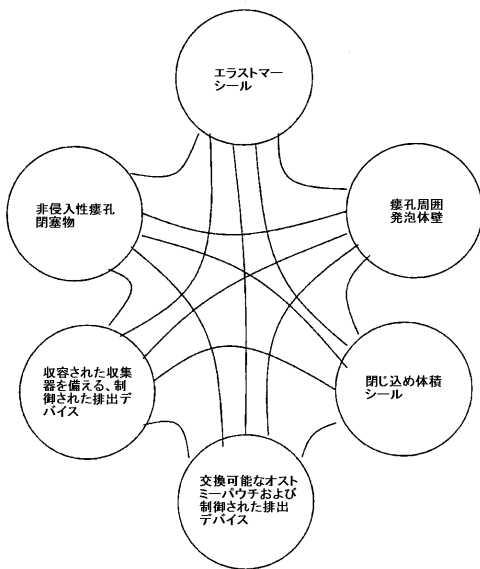 エラストマー
シール
非侵入性瘻孔
閉塞物
瘻孔周囲
発泡体壁
収容された収集
器を備える、制
御された排出デ
バイス
閉じ込め体積
シール
交換可能なオスト
ミーパウチおよび
制御された排出
デバイス